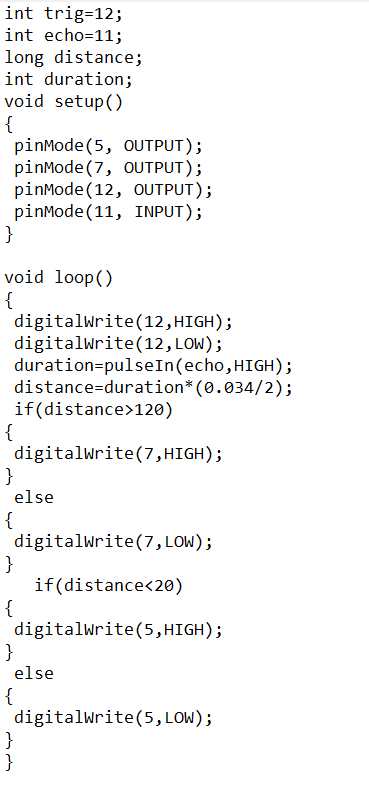 int trig=12;
int echo=11;
long distance;
int duration;
void setup()
{
 pinMode(5, OUTPUT);
 pinMode(7, OUTPUT);
 pinMode(12, OUTPUT);
 pinMode(11, INPUT);
}

void loop()
{
 digitalWrite(12,HIGH);
 digitalWrite(12,LOW);
 duration=pulseIn(echo,HIGH);
 distance=duration*(0.034/2);
 if(distance>120)
{
 digitalWrite(7,HIGH);
}
 else
{
 digitalWrite(7,LOW);
}
   if(distance<20)
{
 digitalWrite(5,HIGH);
}
 else
{
 digitalWrite(5,LOW);
}
}